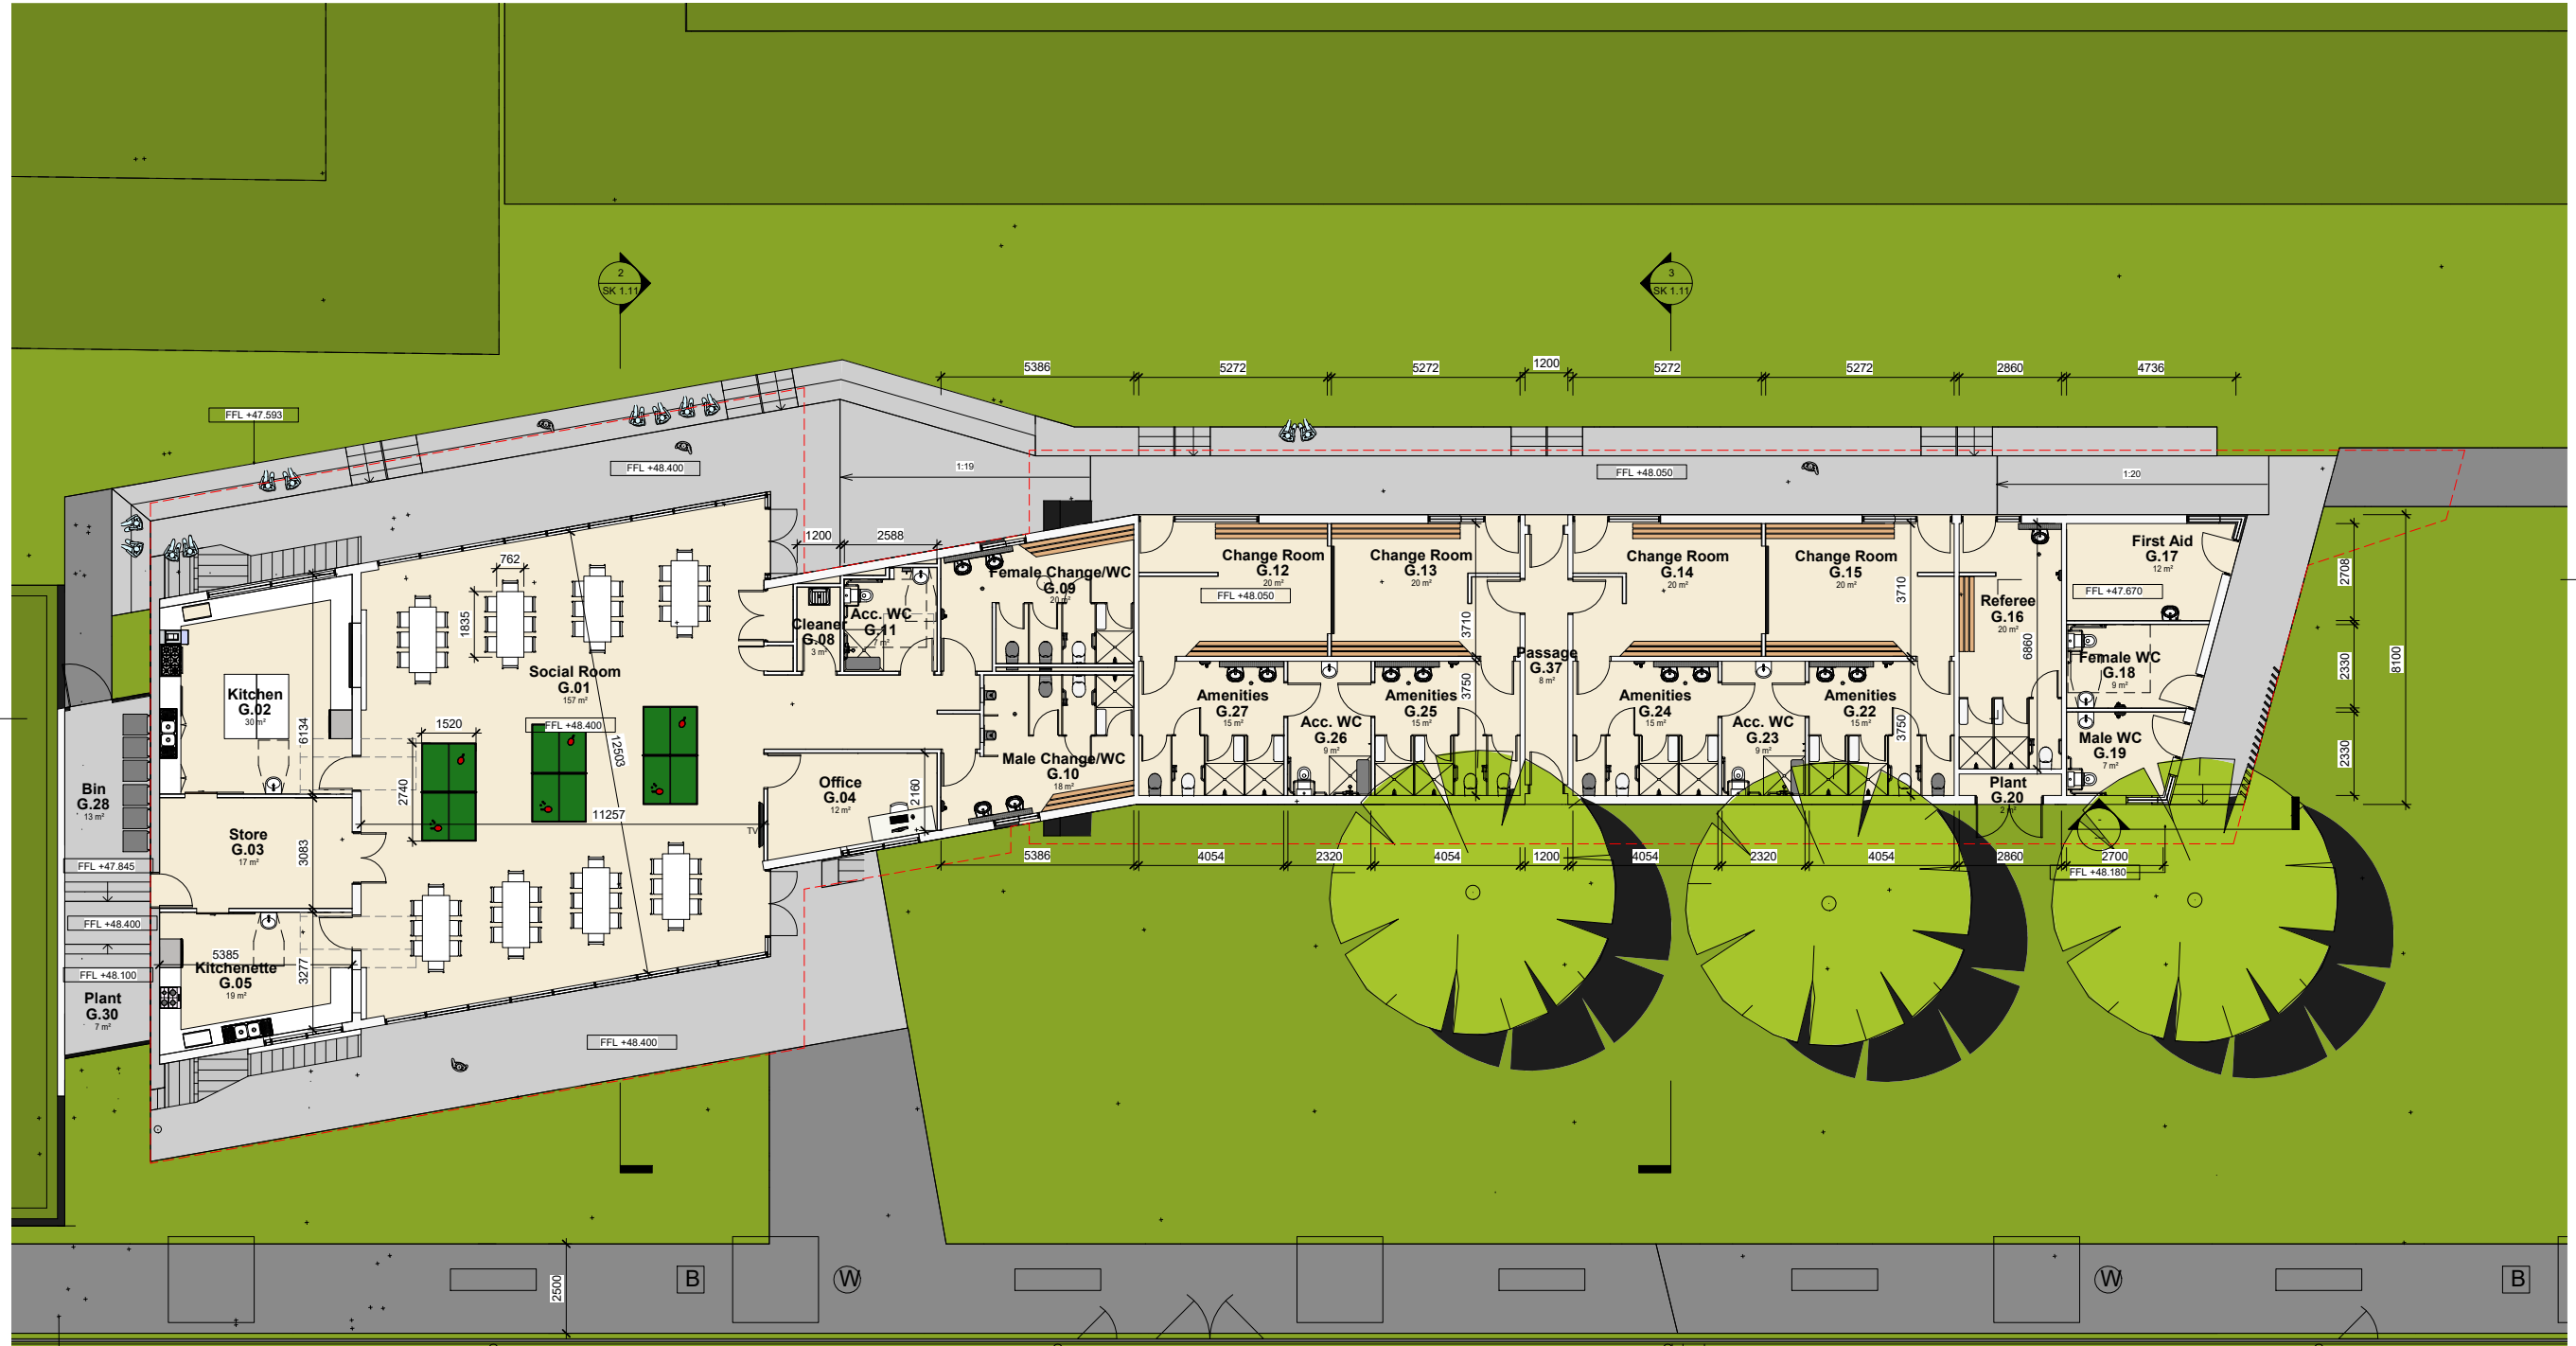 2
SK 1.11
3
SK 1.11
5386
5272
5272
1200
5272
5272
2860
4736
FFL +47.593
FFL +48.400
1:19
FFL +48.050
1:20
1200
2588
762
1835
Female Change/WC
G.09
20 m²
Change Room
G.12
20 m²
FFL +48.050
Change Room
G.13
20 m²
Change Room
G.14
20 m²
Change Room
G.15
20 m²
3710
3710
First Aid
G.17
12 m²
FFL +47.670
2708
8100
Referee
G.16
20 m²
6860
Cleaner
G.08
3 m²
Acc. WC
G.11
7 m²
Passage
G.37
8 m²
Female WC
G.18
9 m²
2330
Social Room
G.01
157 m²
Kitchen
G.02
30 m²
6134
FFL +48.400
1520
2740
12503
11257
TV
Amenities
G.27
15 m²
Acc. WC
G.26
9 m²
Amenities
G.25
15 m²
3750
Amenities
G.24
15 m²
Acc. WC
G.23
9 m²
Amenities
G.22
15 m²
3750
Male WC
G.19
7 m²
2330
Male Change/WC
G.10
18 m²
Office
G.04
12 m²
2160
Plant
G.20
2 m²
Bin
G.28
13 m²
Store
G.03
17 m²
3083
5386
4054
2320
4054
1200
4054
2320
4054
2860
2700
FFL +48.180
FFL +47.845
FFL +48.400
FFL +48.100
5385
Kitchenette
G.05
19 m²
3277
Plant
G.30
7 m²
FFL +48.400
2500
B
W
W
B